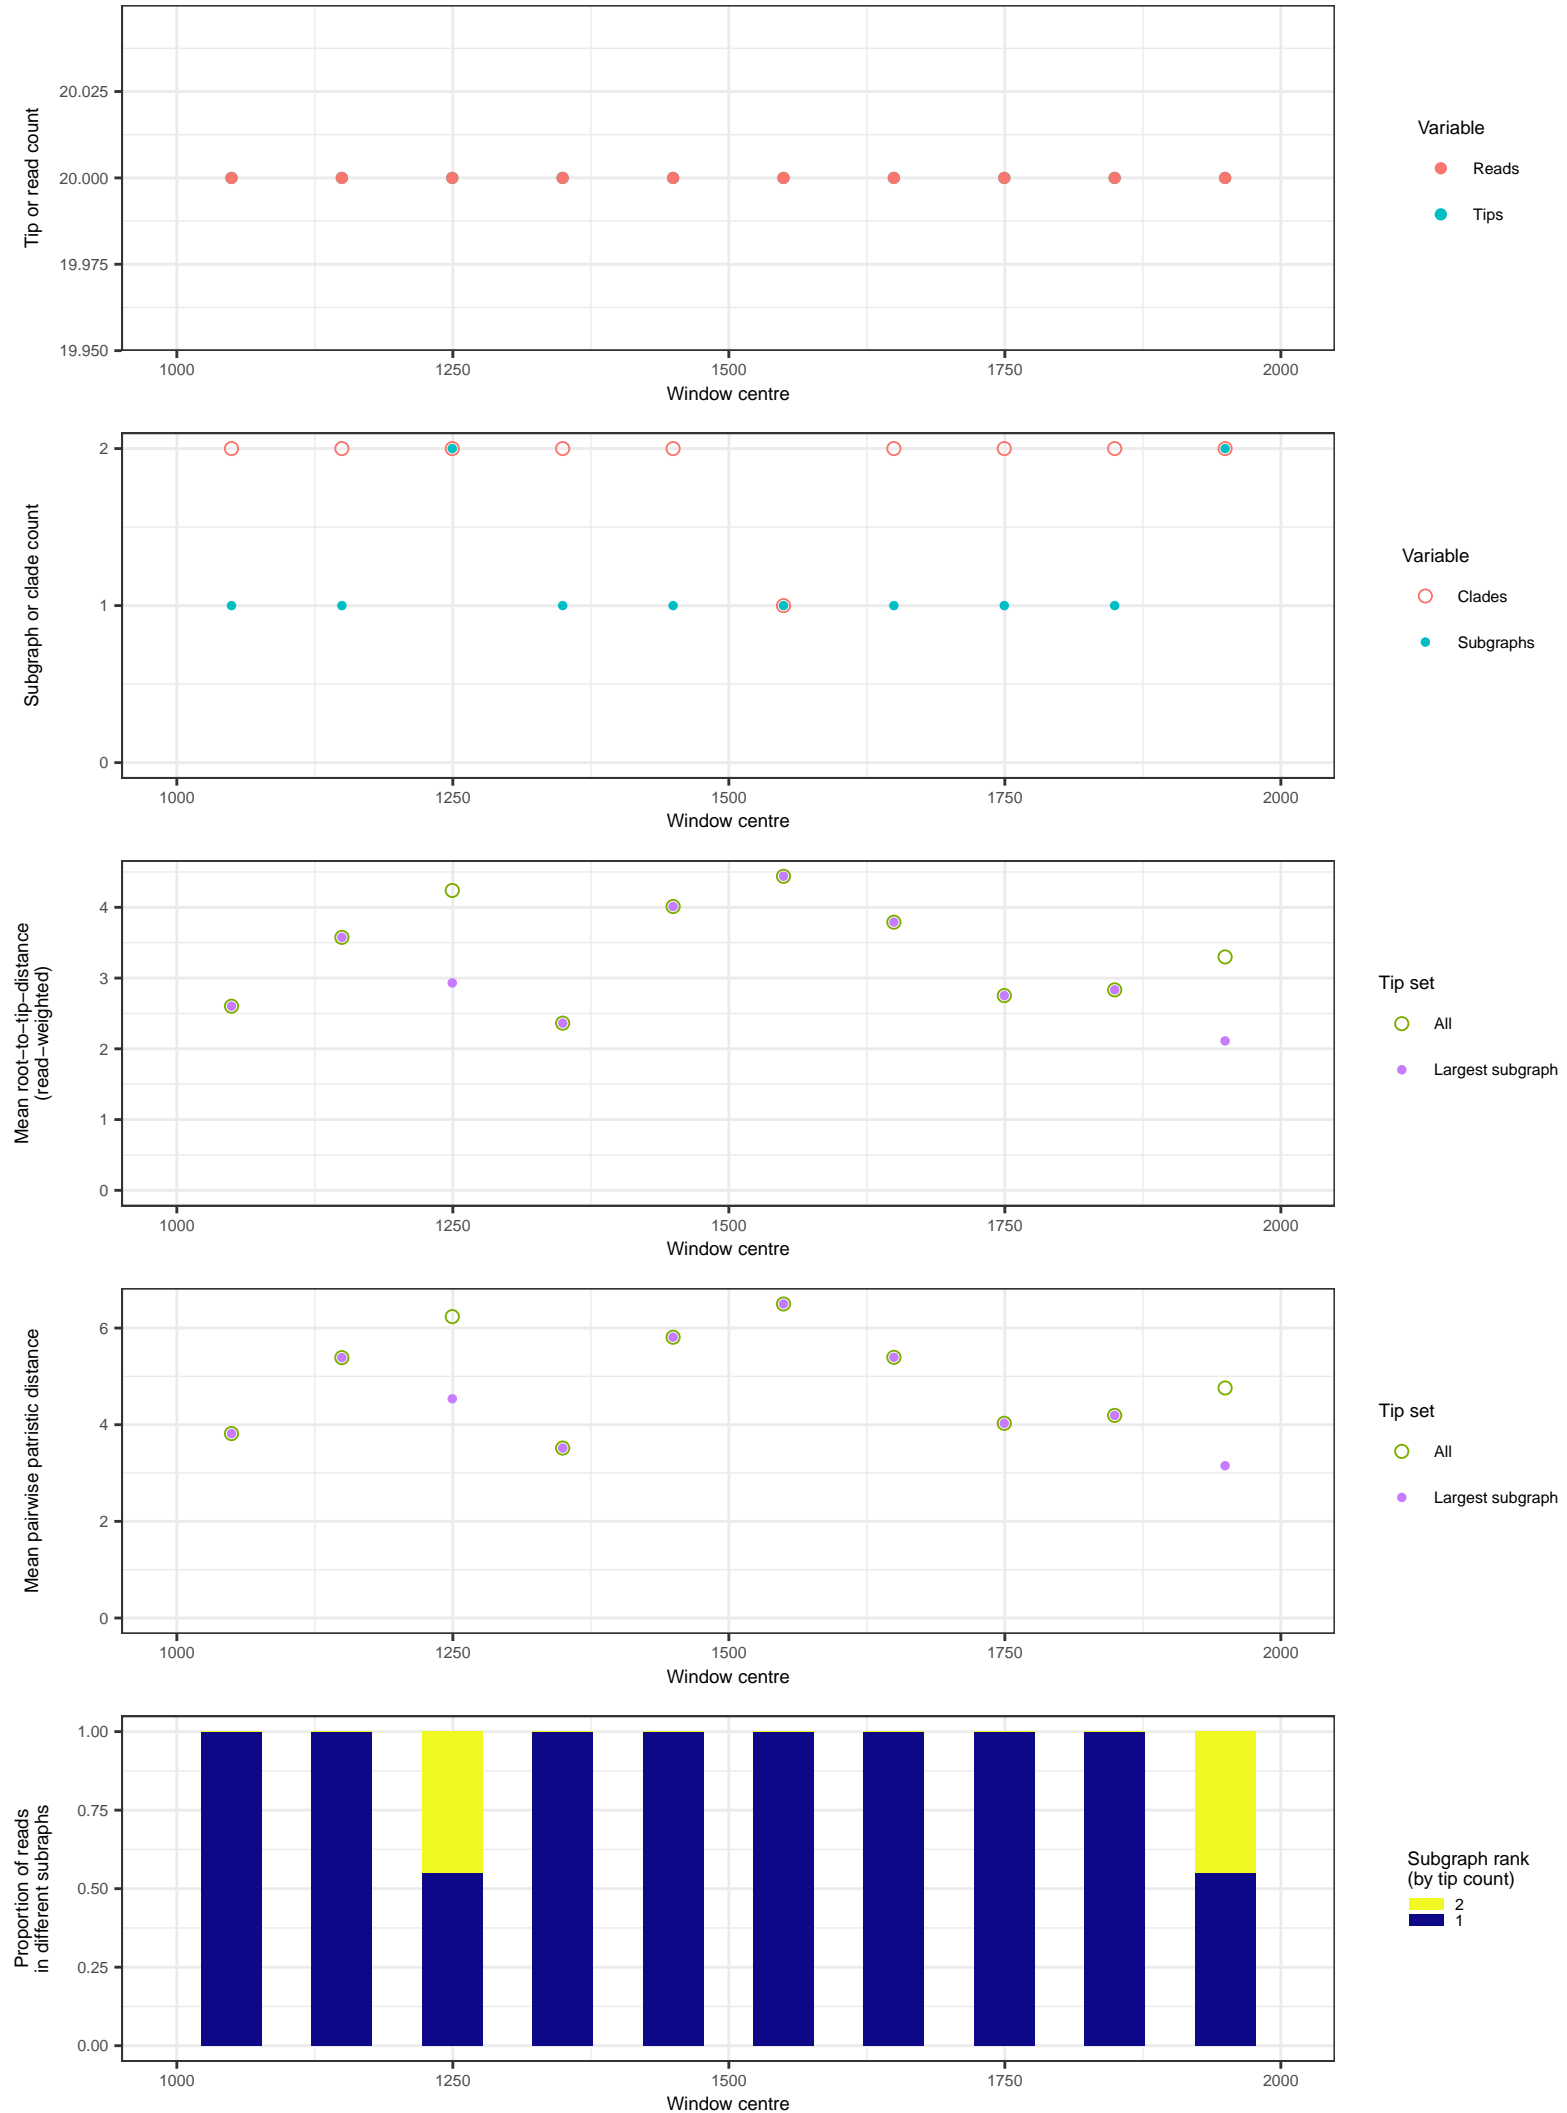 20.025
20.000
19.975
19.950
Tip or read count
1000 1250 1500 1750 2000
Window centre
Variable
Reads
Tips
2
1
0
Subgraph or clade count
1000 1250 1500 1750 2000
Window centre
Variable
Clades
Subgraphs
4
3
2
1
0
Mean root−to−tip−distance
(read−weighted)
1000 1250 1500 1750 2000
Window centre
Tip set
All
Largest subgraph
6
4
2
0
Mean pairwise patristic distance
1000 1250 1500 1750 2000
Window centre
Tip set
All
Largest subgraph
1.00
0.75
0.50
0.25
0.00
Proportion of reads
in different subraphs
1000 1250 1500 1750 2000
Window centre
Subgraph rank
(by tip count)
2
1